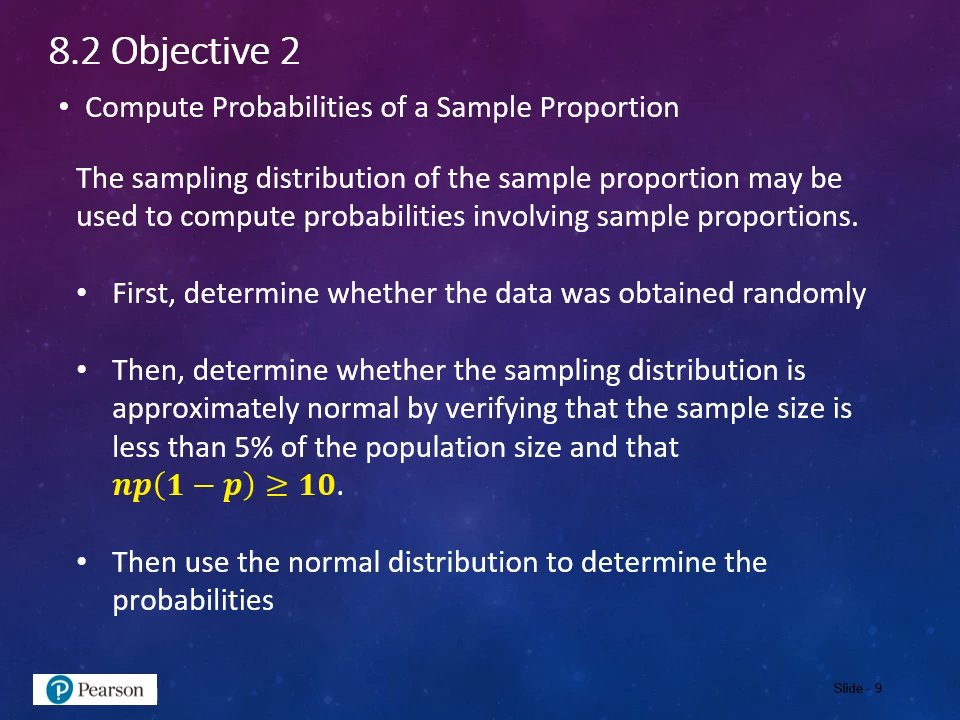 8.2 Objective 2
• Compute Probabilities of a Sample Proportion
The sampling distribution of the sample proportion may be
used to compute probabilities involving sample proportions.
• First, determine whether the data was obtained randomly
• Then, determine whether the sampling distribution is
approximately normal by verifying that the sample size is
less than 5% of the population size and that
𝒏𝒑(𝟏 − 𝒑) ≥ 𝟏𝟎.
• Then use the normal distribution to determine the
probabilities
Pearson
Slide - 9